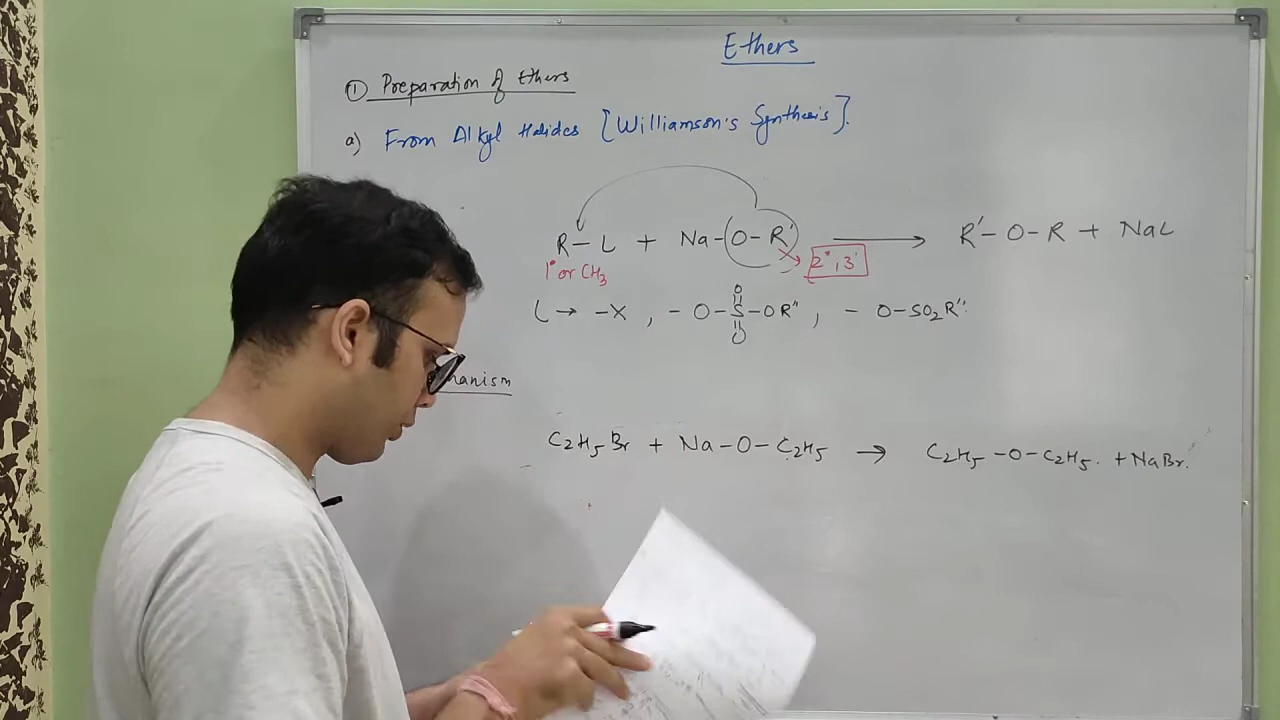 Ethers
① Preparation of Ethers
a) From Alkyl Halides [Williamson's Synthesis].
R-L + Na-(O-R') → R'-O-R + NaL
1° or CH3 2°, 3°
L → -X, -O-S-OR'', -O-SO2R''
O
O
C2H5Br + Na-O-C2H5 → C2H5-O-C2H5. + NaBr.